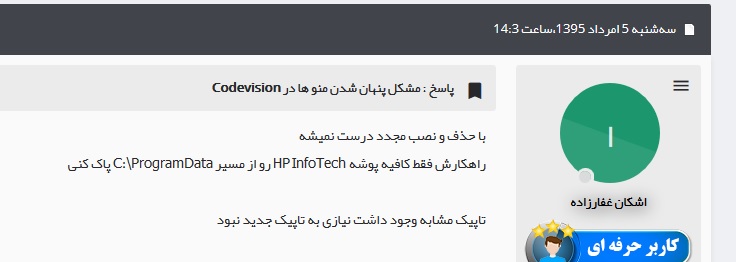 سه‌شنبه 5 امرداد 1395،ساعت 14:3
پاسخ : مشکل پنهان شدن منو ها در Codevision
با حذف و نصب مجدد درست نمیشه
راهکارش فقط کافیه پوشه HP InfoTech رو از مسیر C:\ProgramData پاک کنی
تاپیک مشابه وجود داشت نیازی به تاپیک جدید نبود
ا
اشکان غفارزاده
کاربر حرفه ای